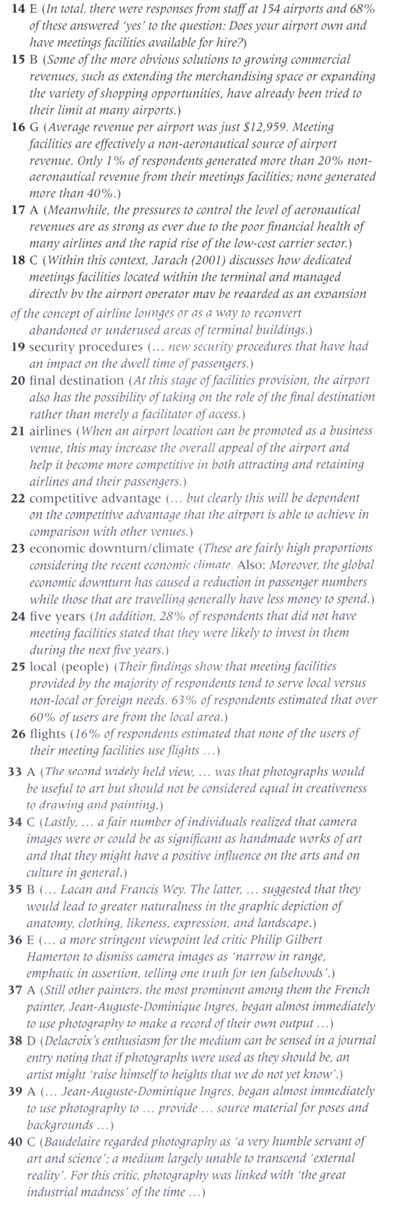 14 E (In total, there were responses from staff at 154 airports and 68%
of these answered ‘yes’ to the question: Does your airport own and
have meetings facilities available for hire?)
15 B (Some of the more obvious solutions to growing commercial
revenues, such as extending the merchandising space or expanding
the variety of shopping opportunities, have already been tried to
their limit at many airports.)
16 G (Average revenue per airport was just $12,959. Meeting
facilities are effectively a non-aeronautical source of airport
revenue. Only 1% of respondents generated more than 20% non-
aeronautical revenue from their meetings facilities; none generated
more than 40%.)
17 A (Meanwhile, the pressures to control the level of aeronautical
revenues are as strong as ever due to the poor financial health of
many airlines and the rapid rise of the low-cost carrier sector.)
18 C (Within this context, Jarach (2001) discusses how dedicated
meetings facilities located within the terminal and managed
directly by the airport operator may be regarded as an expansion
of the concept of airline lounges or as a way to reconvert
abandoned or underused areas of terminal buildings.)
19 security procedures (… new security procedures that have had
an impact on the dwell time of passengers.)
20 final destination (At this stage of facilities provision, the airport
also has the possibility of taking on the role of the final destination
rather than merely a facilitator of access.)
21 airlines (When an airport location can be promoted as a business
venue, this may increase the overall appeal of the airport and
help it become more competitive in both attracting and retaining
airlines and their passengers.)
22 competitive advantage (… but clearly this will be dependent
on the competitive advantage that the airport is able to achieve in
comparison with other venues.)
23 economic downturn/climate (These are fairly high proportions
considering the recent economic climate. Also: Moreover, the global
economic downturn has caused a reduction in passenger numbers
while those that are travelling generally have less money to spend.)
24 five years (In addition, 28% of respondents that did not have
meeting facilities stated that they were likely to invest in them
during the next five years.)
25 local (people) (Their findings show that meeting facilities
provided by the majority of respondents tend to serve local versus
non-local or foreign needs. 63% of respondents estimated that over
60% of users are from the local area.)
26 flights (16% of respondents estimated that none of the users of
their meeting facilities use flights …)
33 A (The second widely held view, … was that photographs would
be useful to art but should not be considered equal in creativeness
to drawing and painting.)
34 C (Lastly, … a fair number of individuals realized that camera
images were or could be as significant as handmade works of art
and that they might have a positive influence on the arts and on
culture in general.)
35 B (… Lacan and Francis Wey. The latter, … suggested that they
would lead to greater naturalness in the graphic depiction of
anatomy, clothing, likeness, expression, and landscape.)
36 E (… a more stringent viewpoint led critic Philip Gilbert
Hamerton to dismiss camera images as ‘narrow in range,
emphatic in assertion, telling one truth for ten falsehoods’.)
37 A (Still other painters, the most prominent among them the French
painter, Jean-Auguste-Dominique Ingres, began almost immediately
to use photography to make a record of their own output …)
38 D (Delacroix’s enthusiasm for the medium can be sensed in a journal
entry noting that if photographs were used as they should be, an
artist might ‘raise himself to heights that we do not yet know’.)
39 A (… Jean-Auguste-Dominique Ingres, began almost immediately
to use photography to … provide … source material for poses and
backgrounds …)
40 C (Baudelaire regarded photography as ‘a very humble servant of
art and science’; a medium largely unable to transcend ‘external
reality’. For this critic, photography was linked with ‘the great
industrial madness’ of the time …)